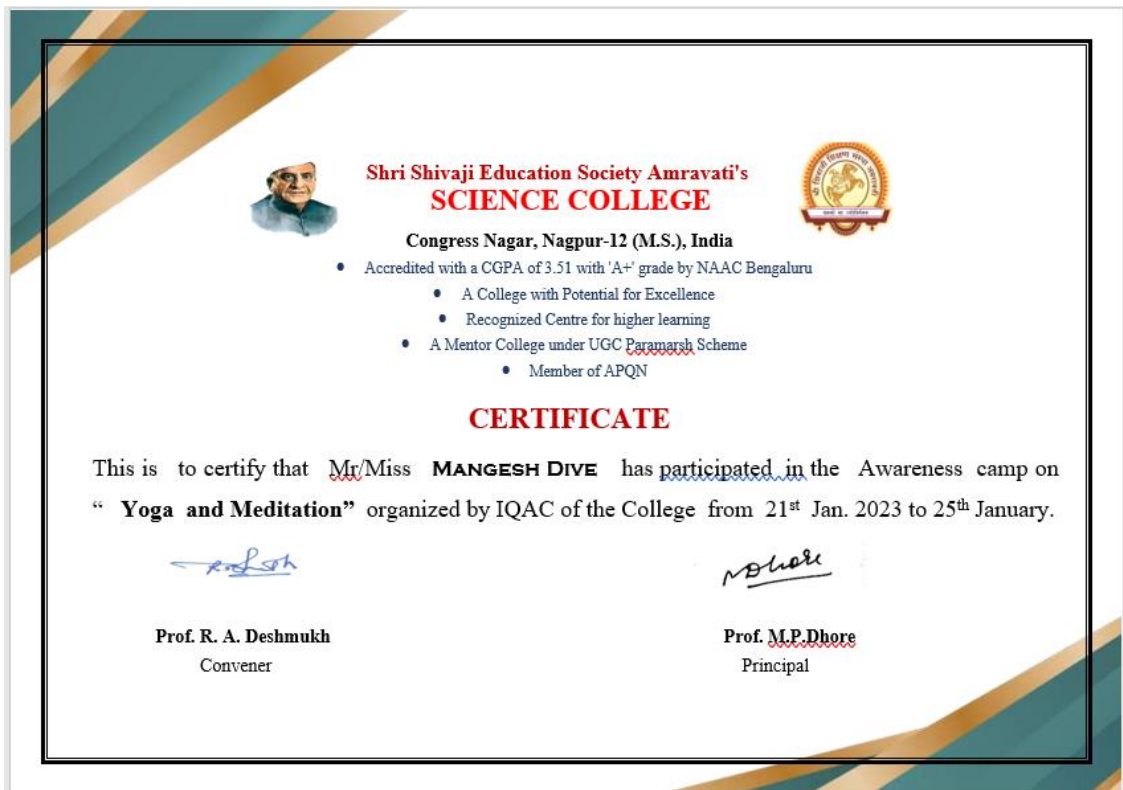 Shri Shivaji Education Society Amravati's
SCIENCE COLLEGE
Congress Nagar, Nagpur-12 (M.S.), India
• Accredited with a CGPA of 3.51 with 'A+' grade by NAAC Bengaluru
• A College with Potential for Excellence
• Recognized Centre for higher learning
• A Mentor College under UGC Paramarsh Scheme
• Member of APQN
CERTIFICATE
This is to certify that Mr/Miss MANGESH DIVE has participated in the Awareness camp on
“ Yoga and Meditation” organized by IQAC of the College from 21st Jan. 2023 to 25th January.
Prof. R. A. Deshmukh
Prof. M.P.Dhore
Convener
Principal